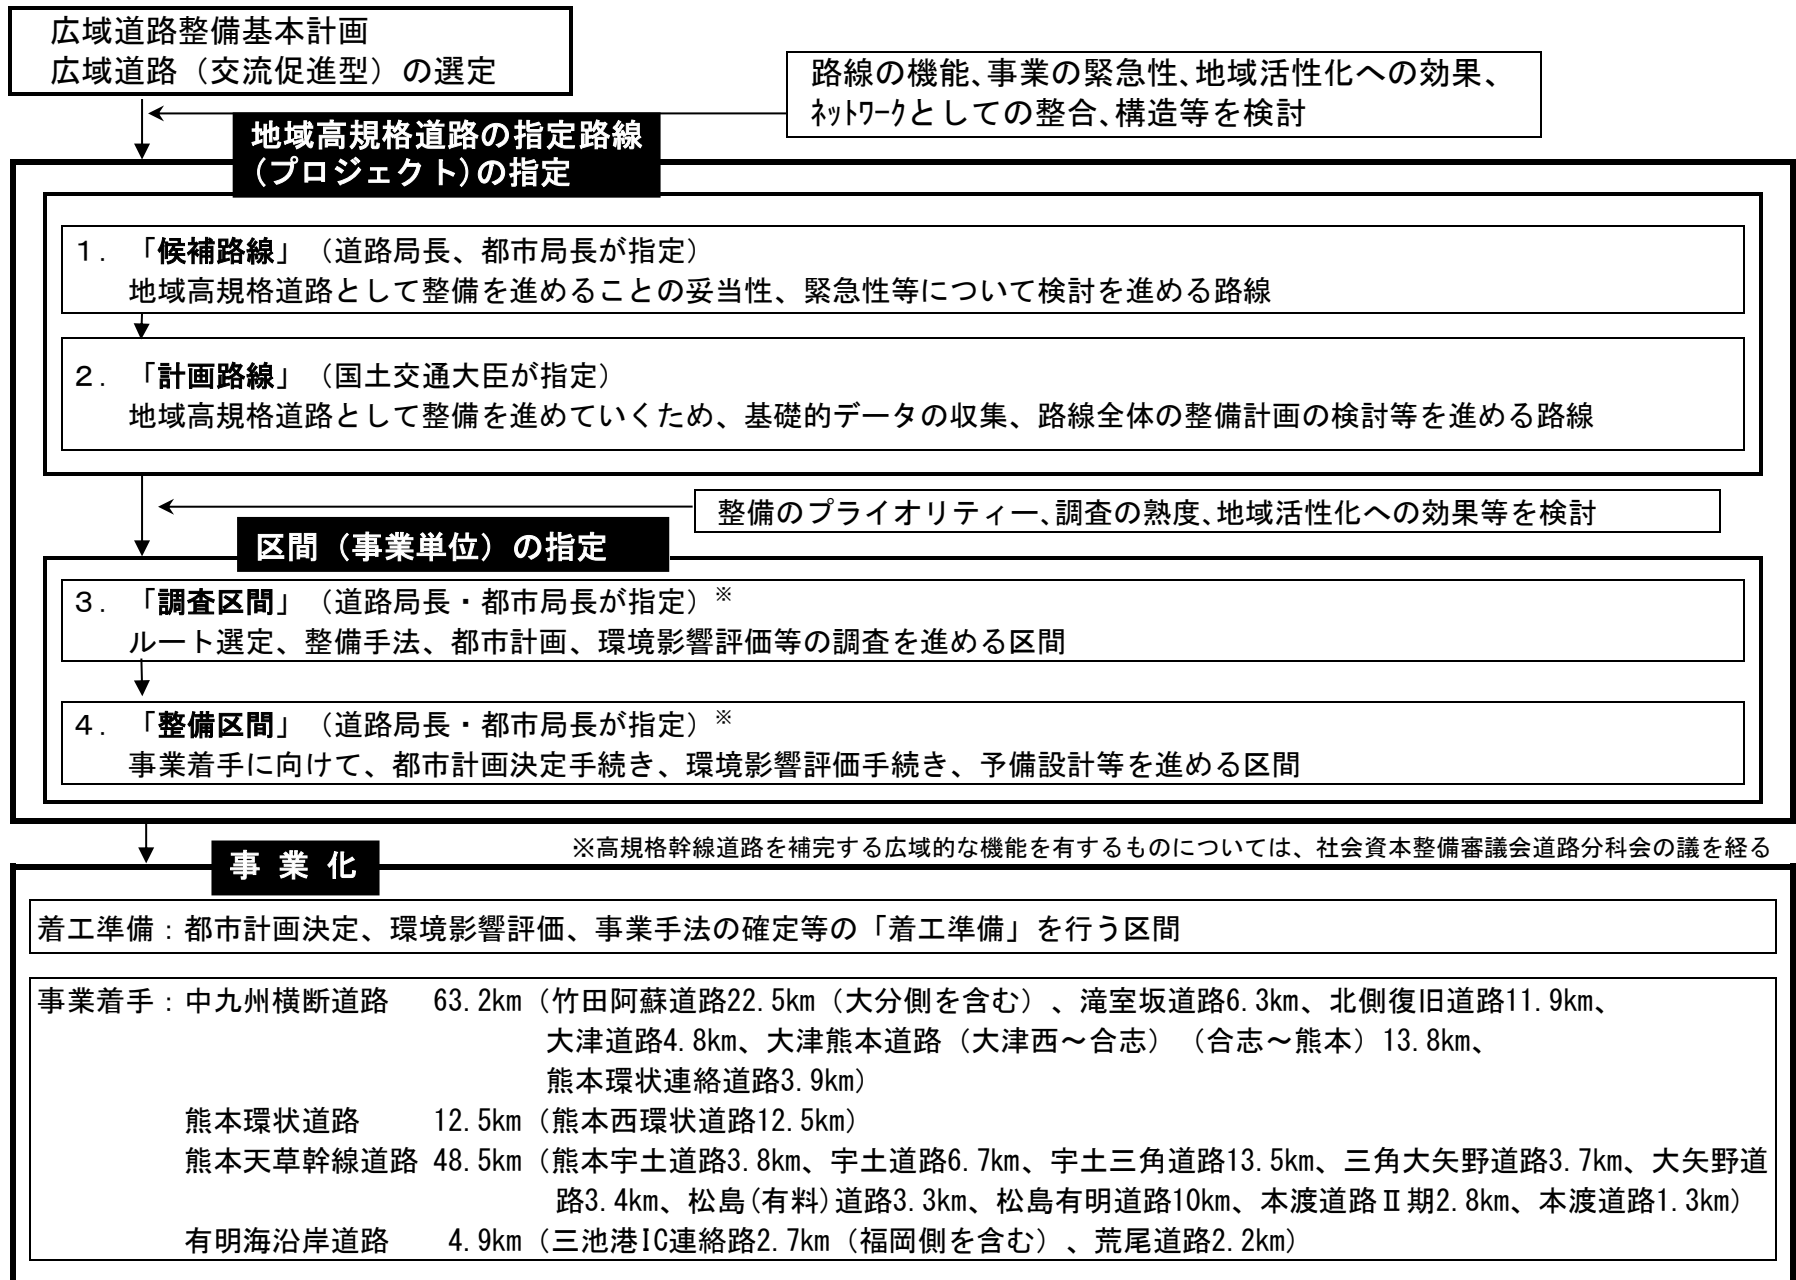 広域道路整備基本計画
広域道路（交流促進型）の選定
路線の機能、事業の緊急性、地域活性化への効果、
ﾈｯﾄﾜｰｸとしての整合、構造等を検討
地域高規格道路の指定路線
(プロジェクト)の指定
１．「候補路線」（道路局長、都市局長が指定）
地域高規格道路として整備を進めることの妥当性、緊急性等について検討を進める路線
２．「計画路線」（国土交通大臣が指定）
地域高規格道路として整備を進めていくため、基礎的データの収集、路線全体の整備計画の検討等を進める路線
整備のプライオリティー、調査の熟度、地域活性化への効果等を検討
区間（事業単位）の指定
３．「調査区間」（道路局長・都市局長が指定）※
ルート選定、整備手法、都市計画、環境影響評価等の調査を進める区間
４．「整備区間」（道路局長・都市局長が指定）※
事業着手に向けて、都市計画決定手続き、環境影響評価手続き、予備設計等を進める区間
※高規格幹線道路を補完する広域的な機能を有するものについては、社会資本整備審議会道路分科会の議を経る
事 業 化
着工準備：都市計画決定、環境影響評価、事業手法の確定等の「着工準備」を行う区間
事業着手：中九州横断道路 63.2km（竹田阿蘇道路22.5km（大分側を含む）、滝室坂道路6.3km、北側復旧道路11.9km、
大津道路4.8km、大津熊本道路（大津西～合志）（合志～熊本）13.8km、
熊本環状連絡道路3.9km）
熊本環状道路 12.5km（熊本西環状道路12.5km）
熊本天草幹線道路 48.5km（熊本宇土道路3.8km、宇土道路6.7km、宇土三角道路13.5km、三角大矢野道路3.7km、大矢野道
路3.4km、松島(有料)道路3.3km、松島有明道路10km、本渡道路Ⅱ期2.8km、本渡道路1.3km）
有明海沿岸道路 4.9km（三池港IC連絡路2.7km（福岡側を含む）、荒尾道路2.2km）